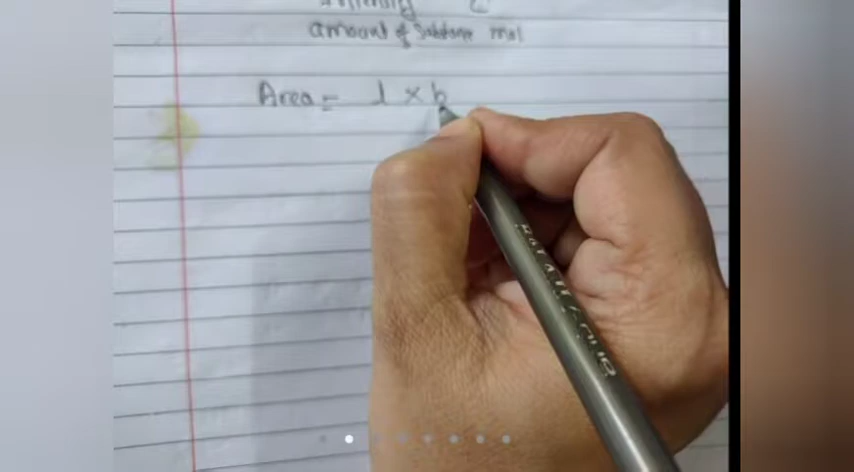 amount of Substance mol
Area = l × b